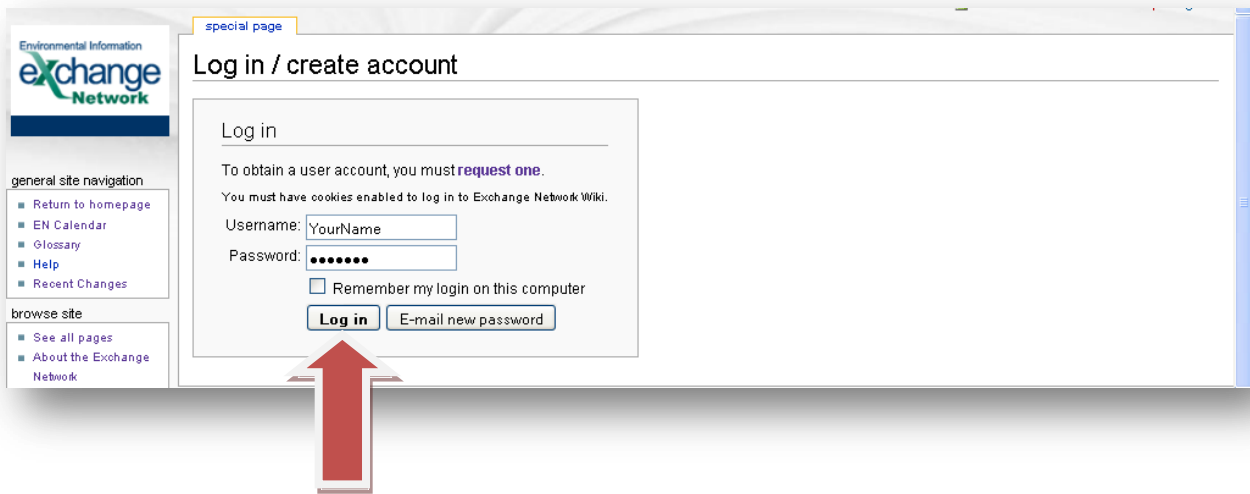 special page
Environmental Information
exchange
Network
Log in / create account
Log in
To obtain a user account, you must request one.
You must have cookies enabled to log in to Exchange Network Wiki.
Username: YourName
Password: •••••••
Remember my login on this computer
Log in E-mail new password
general site navigation
Return to homepage
EN Calendar
Glossary
Help
Recent Changes
browse site
See all pages
About the Exchange
Network